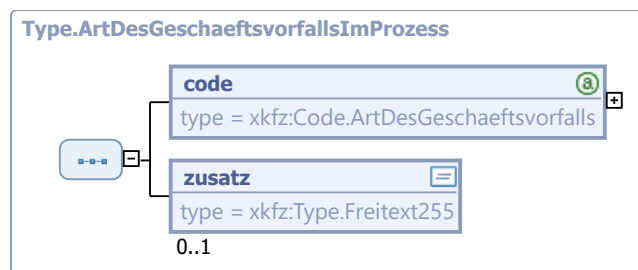 Type.ArtDesGeschaeftsvorfallsImProzess
code
a
type = xkfz:Code.ArtDesGeschaeftsvorfalls
zusatz
type = xkfz:Type.Freitext255
0..1